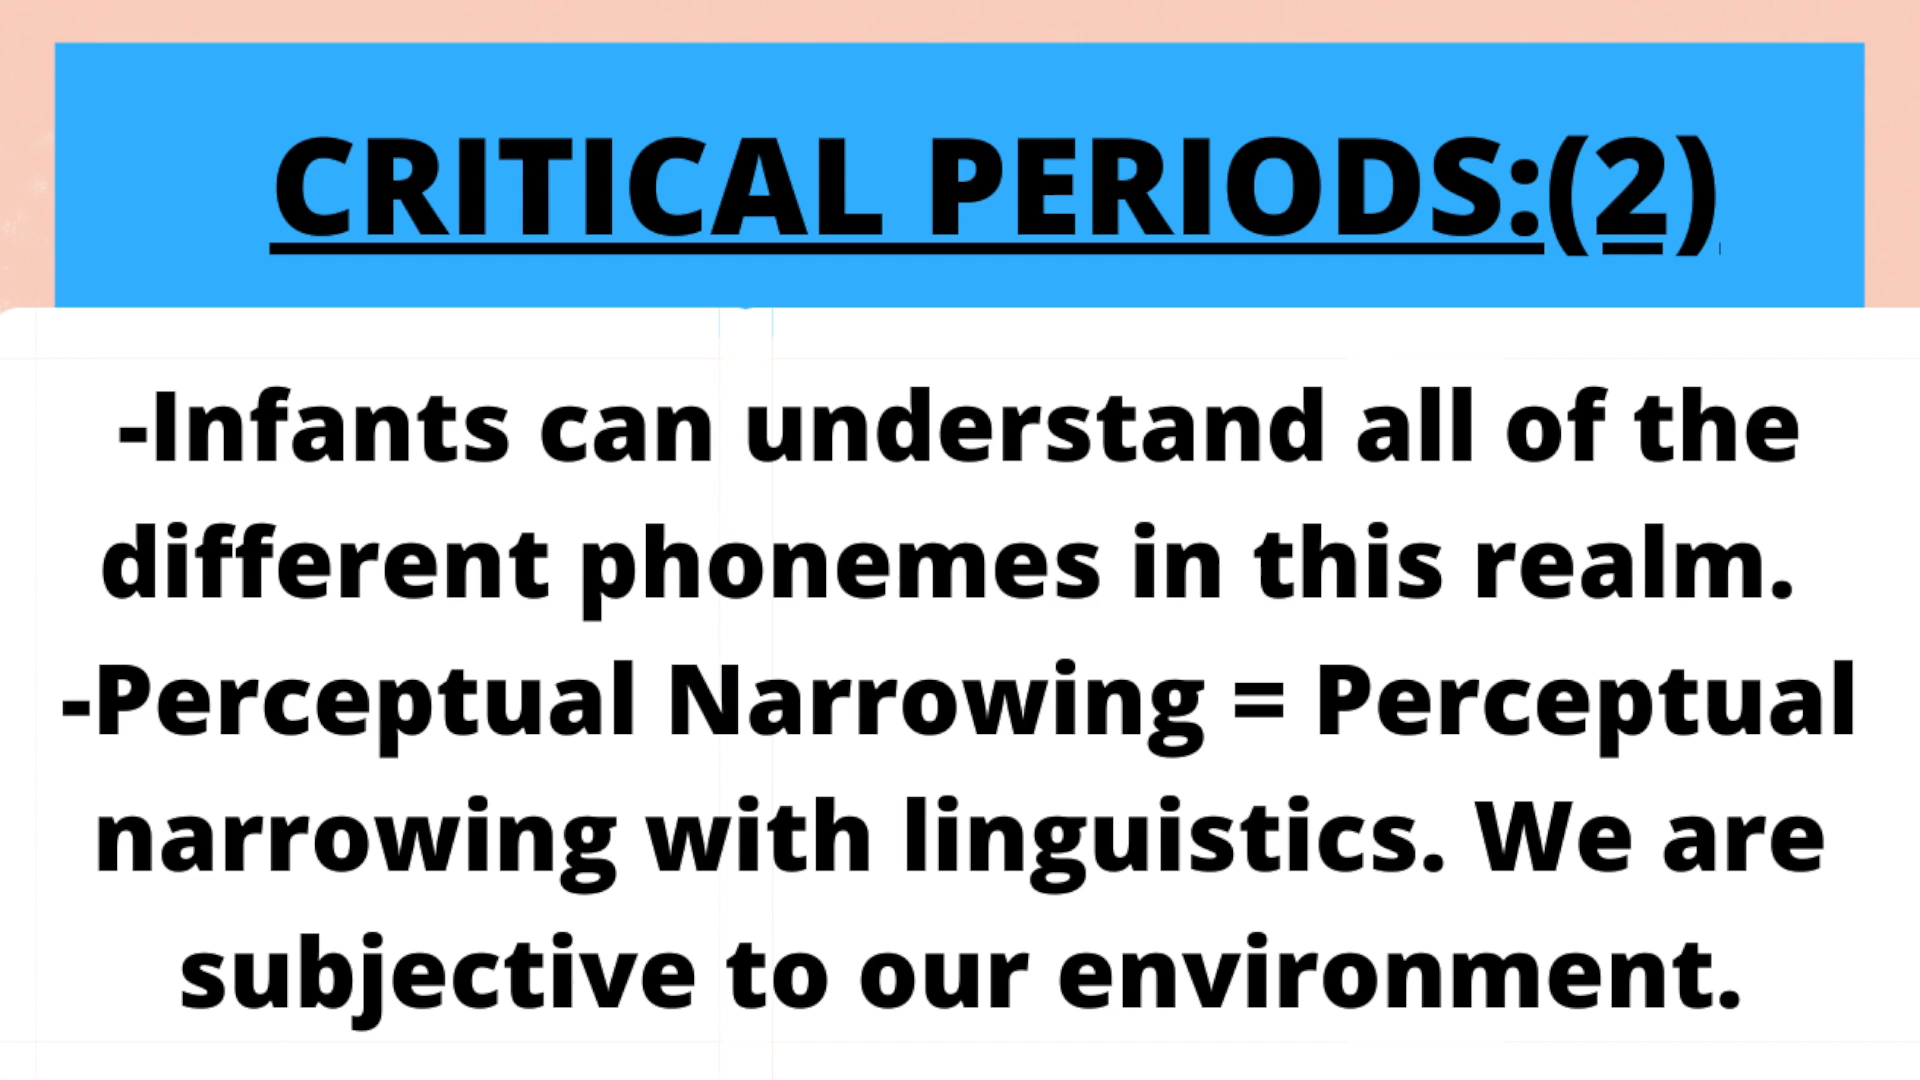 CRITICAL PERIODS:(2)
-Infants can understand all of the
different phonemes in this realm.
-Perceptual Narrowing = Perceptual
narrowing with linguistics. We are
subjective to our environment.